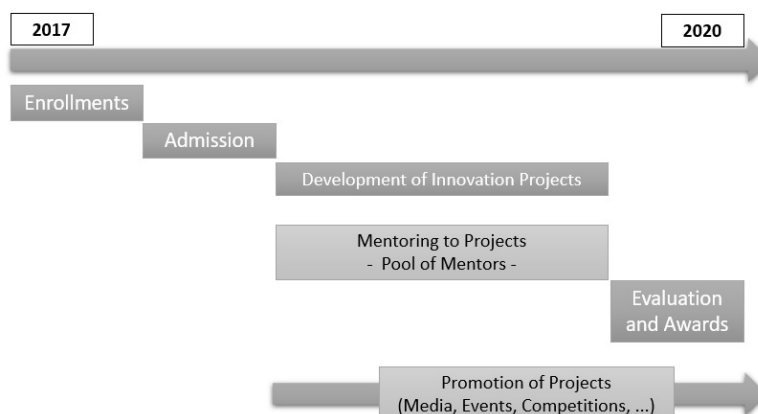 2017
2020
Enrollments
Admission
Development of Innovation Projects
Mentoring to Projects
- Pool of Mentors -
Evaluation
and Awards
Promotion of Projects
(Media, Events, Competitions, ...)